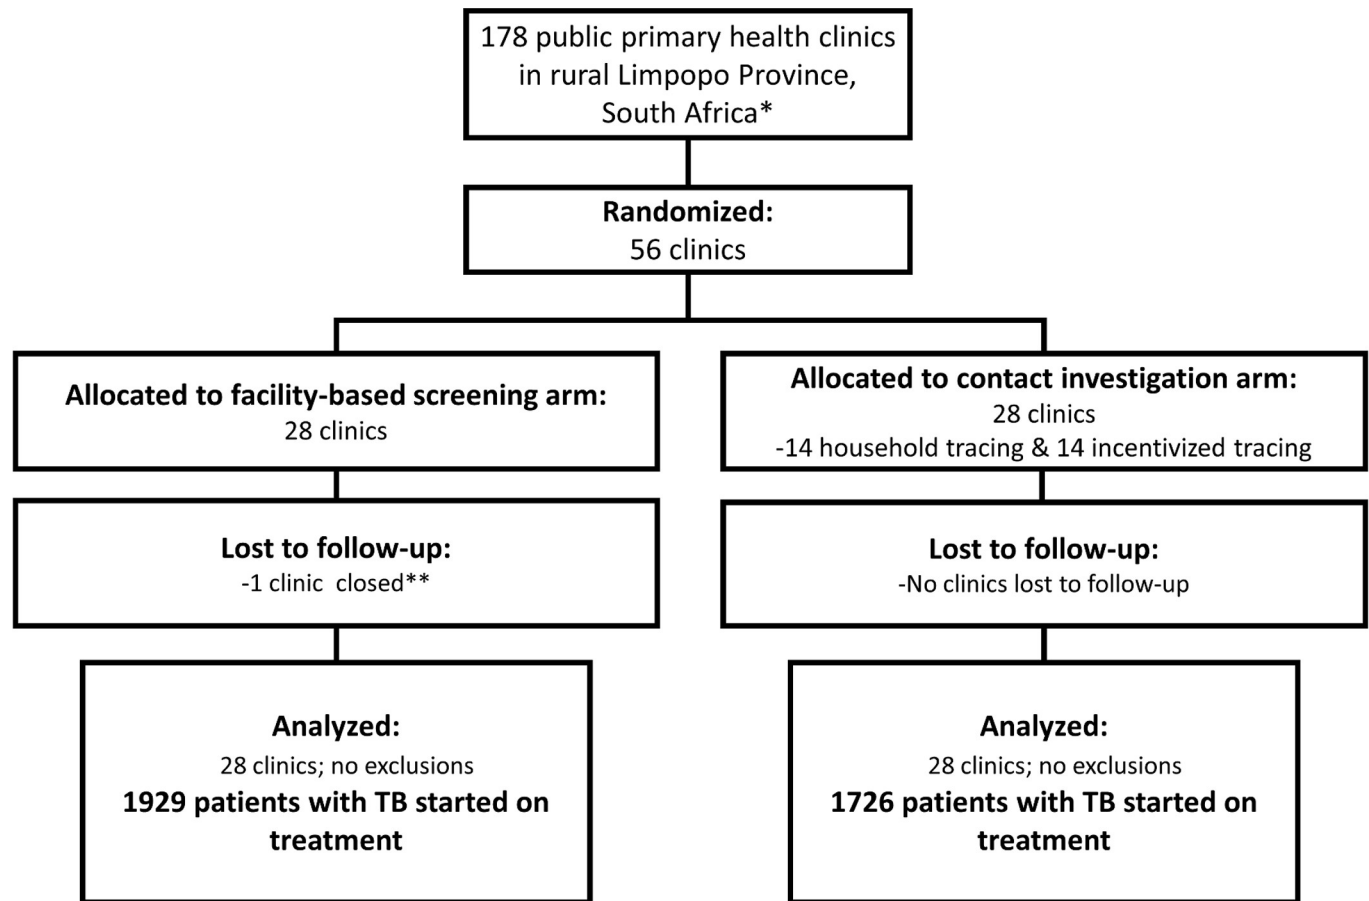 178 public primary health clinics
in rural Limpopo Province,
South Africa*
Randomized:
56 clinics
Allocated to facility-based screening arm:
28 clinics
Allocated to contact investigation arm:
28 clinics
-14 household tracing & 14 incentivized tracing
Lost to follow-up:
-1 clinic closed**
Lost to follow-up:
-No clinics lost to follow-up
Analyzed:
28 clinics; no exclusions
1929 patients with TB started on
treatment
Analyzed:
28 clinics; no exclusions
1726 patients with TB started on
treatment